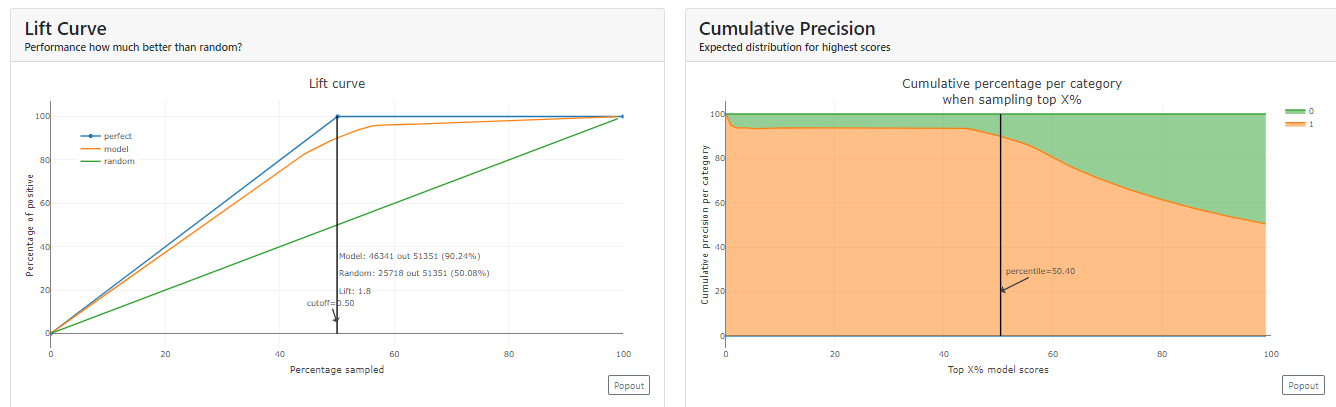 Lift Curve
Performance how much better than random?
Lift curve
perfect
model
random
Percentage of positive
100
80
60
40
20
0
Model: 46341 out 51351 (90.24%)
Random: 25718 out 51351 (50.08%)
Lift: 1.8
cutoff=0.50
0 20 40 60 80 100
Percentage sampled
Popout
Cumulative Precision
Expected distribution for highest scores
Cumulative percentage per category
when sampling top X%
0
1
Cumulative precision per category
100
80
60
40
20
0
percentile=50.40
0 20 40 60 80 100
Top X% model scores
Popout